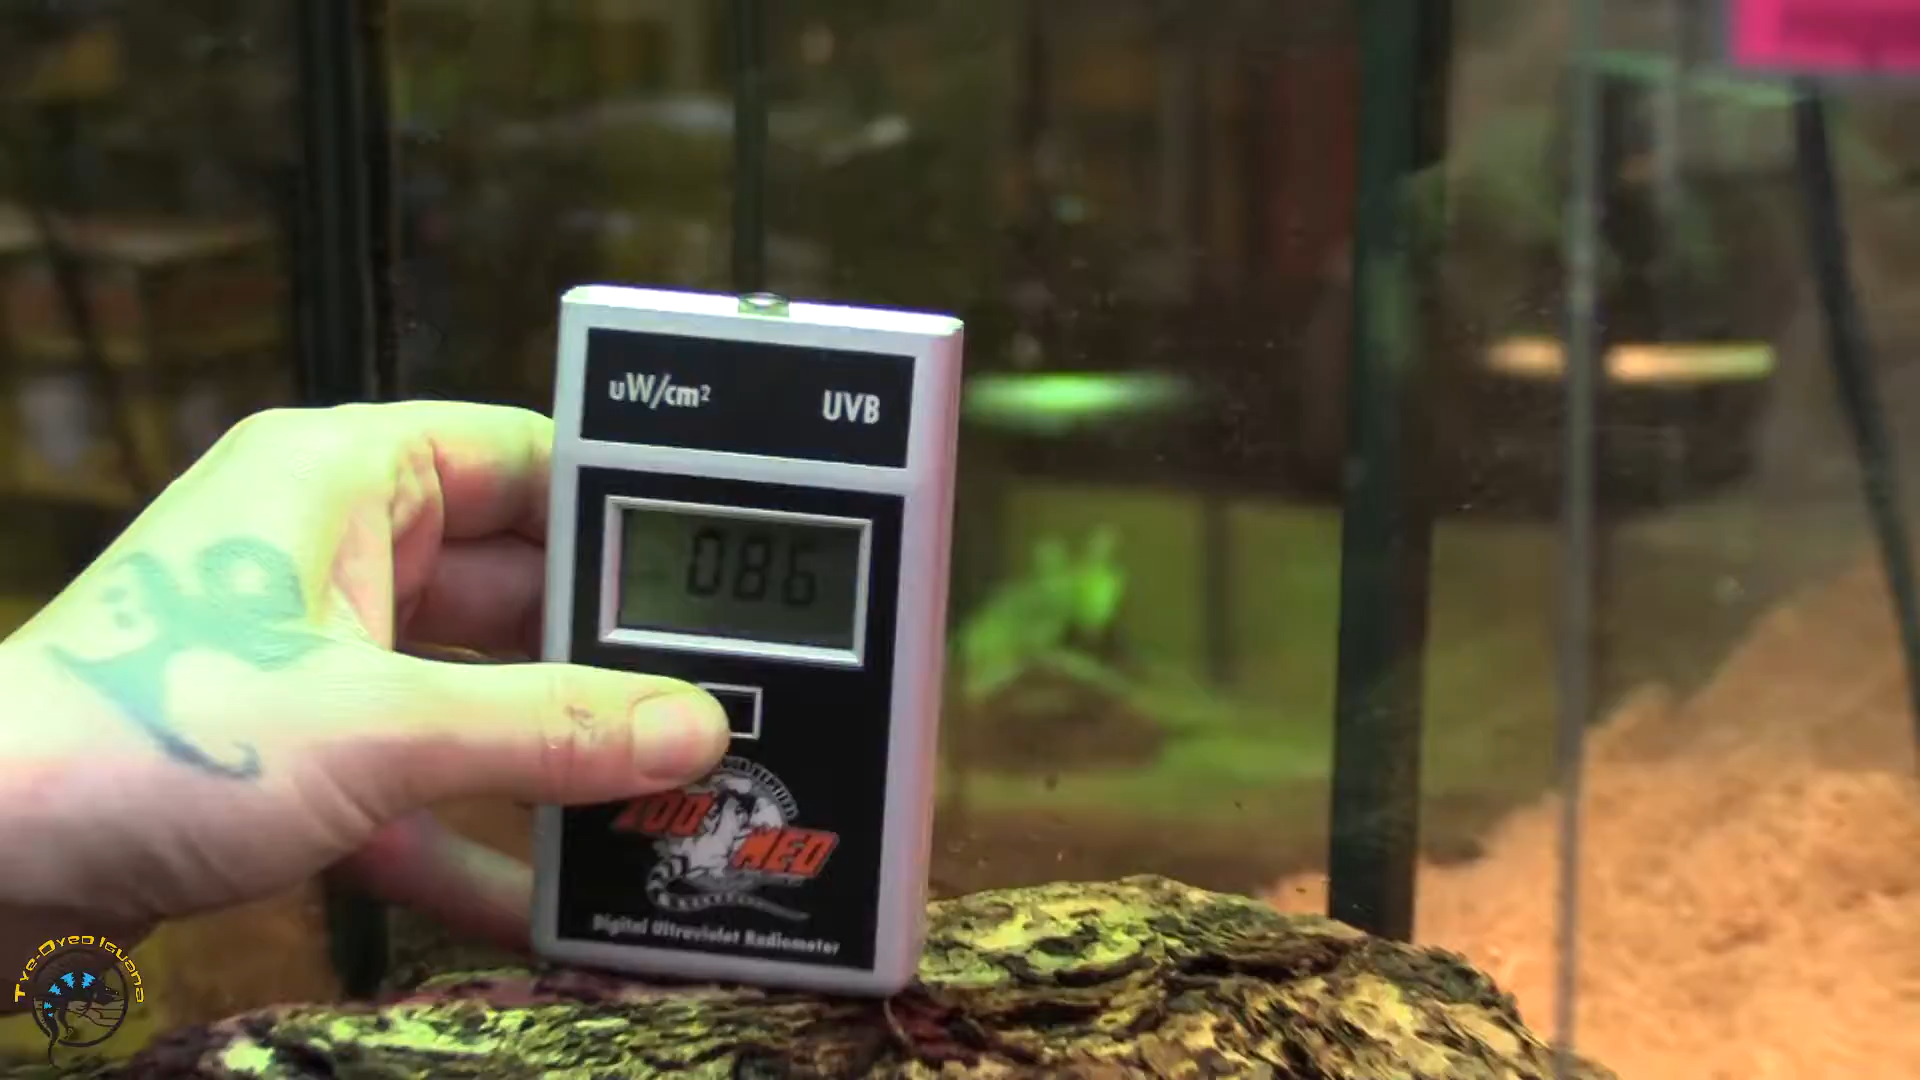 uW/cm² UVB
086
ZOO MED
Digital Ultraviolet Radiometer
Tye-Dyed Iguana